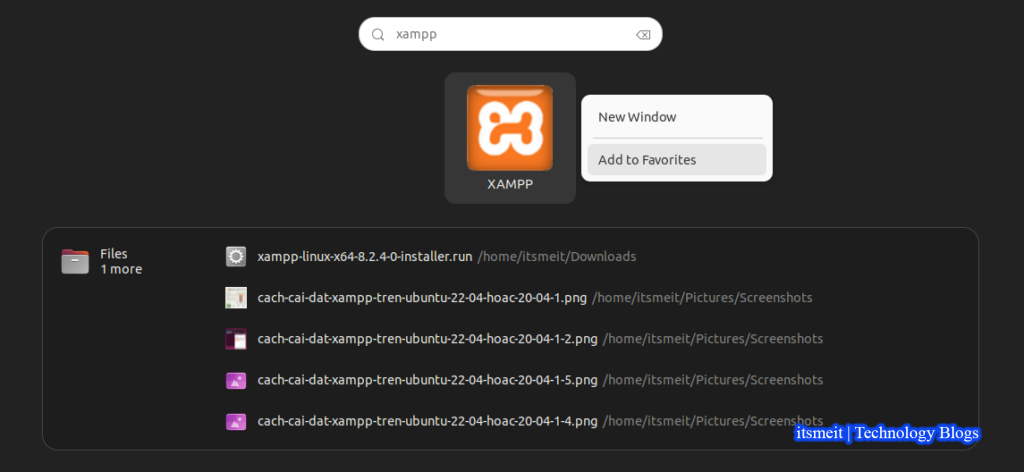 xampp
New Window
Add to Favorites
XAMPP
Files
1 more
xampp-linux-x64-8.2.4-0-installer.run /home/itsmeit/Downloads
cach-cai-dat-xampp-tren-ubuntu-22-04-hoac-20-04-1.png /home/itsmeit/Pictures/Screenshots
cach-cai-dat-xampp-tren-ubuntu-22-04-hoac-20-04-1-2.png /home/itsmeit/Pictures/Screenshots
cach-cai-dat-xampp-tren-ubuntu-22-04-hoac-20-04-1-5.png /home/itsmeit/Pictures/Screenshots
cach-cai-dat-xampp-tren-ubuntu-22-04-hoac-20-04-1-4.png /home/itsmeit/Pictures/Screenshots
itsmeit | Technology Blogs